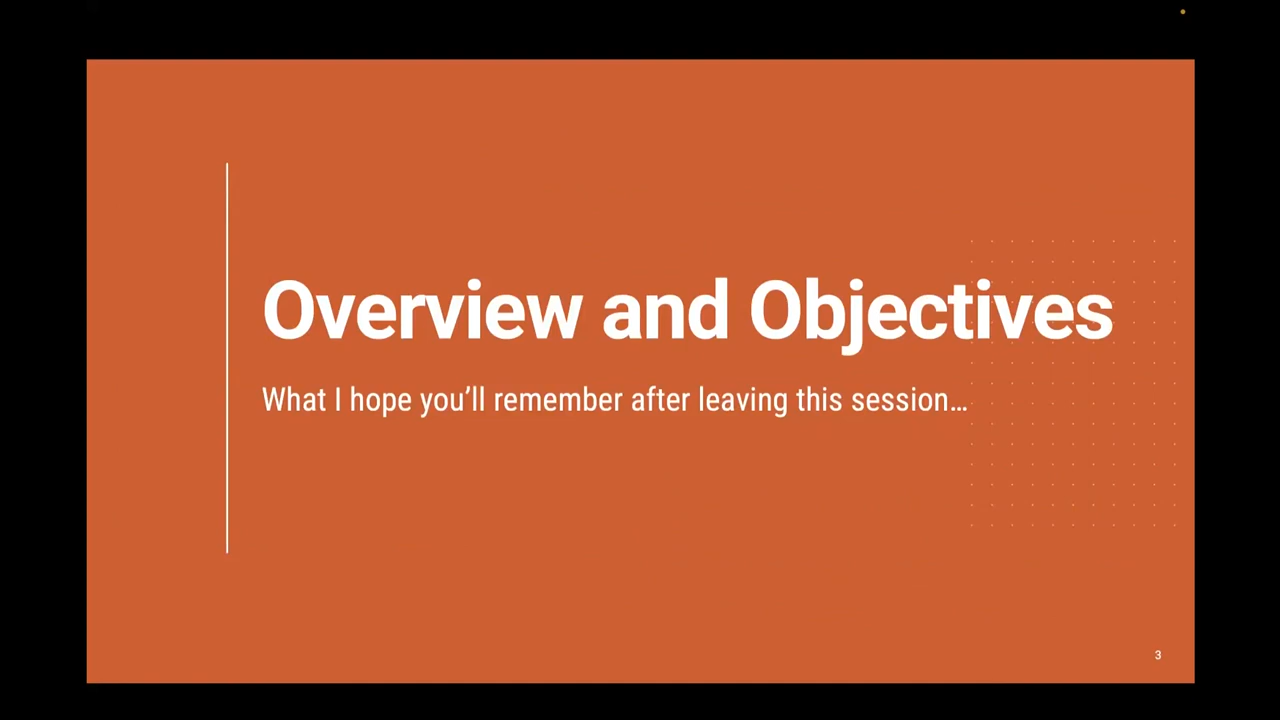 Overview and Objectives
What I hope you’ll remember after leaving this session…
3